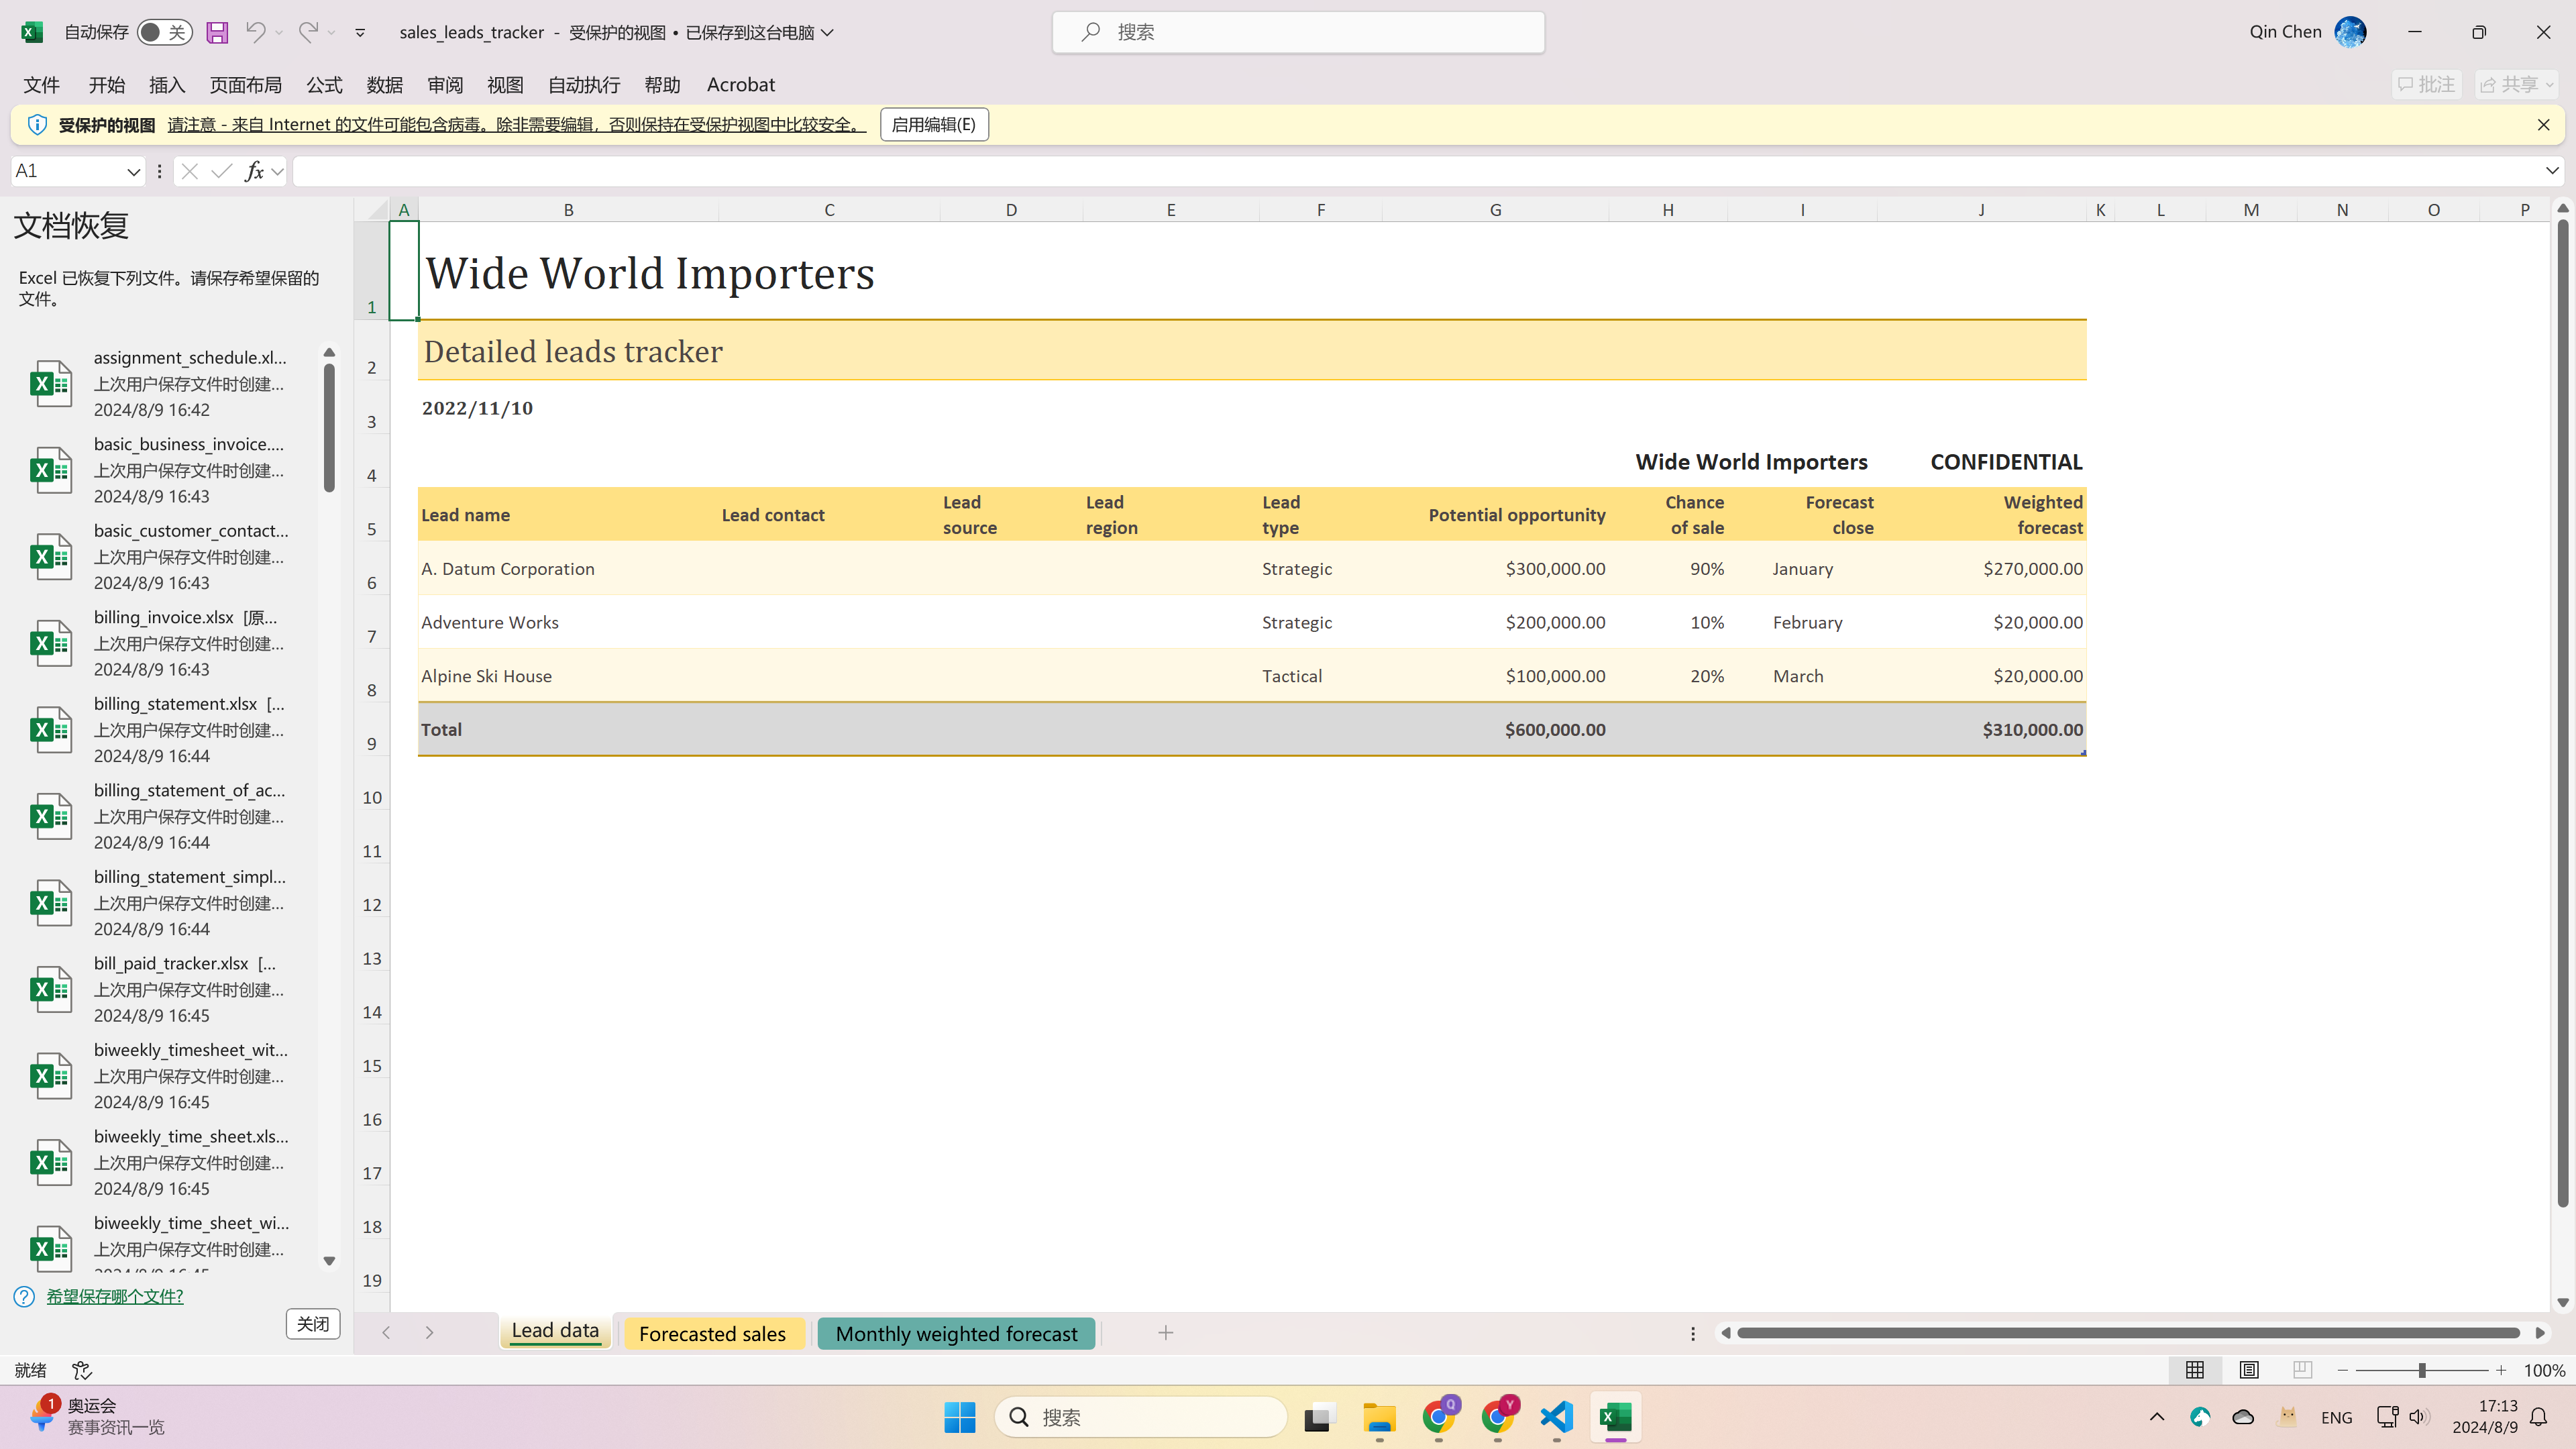 自动保存 关 sales_leads_tracker - 受保护的视图 • 已保存到这台电脑 搜索 Qin Chen
文件 开始 插入 页面布局 公式 数据 审阅 视图 自动执行 帮助 Acrobat 批注 共享
受保护的视图 请注意 - 来自 Internet 的文件可能包含病毒。除非需要编辑，否则保持在受保护视图中比较安全。 启用编辑(E)
A1 fx
文档恢复
Excel 已恢复下列文件。请保存希望保留的
文件。
assignment_schedule.xl...
上次用户保存文件时创建...
2024/8/9 16:42
basic_business_invoice....
上次用户保存文件时创建...
2024/8/9 16:43
basic_customer_contact...
上次用户保存文件时创建...
2024/8/9 16:43
billing_invoice.xlsx [原...
上次用户保存文件时创建...
2024/8/9 16:43
billing_statement.xlsx [...
上次用户保存文件时创建...
2024/8/9 16:44
billing_statement_of_ac...
上次用户保存文件时创建...
2024/8/9 16:44
billing_statement_simpl...
上次用户保存文件时创建...
2024/8/9 16:44
bill_paid_tracker.xlsx [...
上次用户保存文件时创建...
2024/8/9 16:45
biweekly_timesheet_wit...
上次用户保存文件时创建...
2024/8/9 16:45
biweekly_time_sheet.xls...
上次用户保存文件时创建...
2024/8/9 16:45
biweekly_time_sheet_wi...
上次用户保存文件时创建...
2024/8/9 16:45
希望保存哪个文件?
关闭
A B C D E F G H I J K L M N O P
1 Wide World Importers
2 Detailed leads tracker
3 2022/11/10
4 Wide World Importers CONFIDENTIAL
5 Lead name Lead contact Lead source Lead region Lead type Potential opportunity Chance of sale Forecast close Weighted forecast
6 A. Datum Corporation Strategic $300,000.00 90% January $270,000.00
7 Adventure Works Strategic $200,000.00 10% February $20,000.00
8 Alpine Ski House Tactical $100,000.00 20% March $20,000.00
9 Total $600,000.00 $310,000.00
10
11
12
13
14
15
16
17
18
19
Lead data Forecasted sales Monthly weighted forecast
就绪 100%
1 奥运会
赛事资讯一览
搜索
Q Y
ENG
17:13
2024/8/9